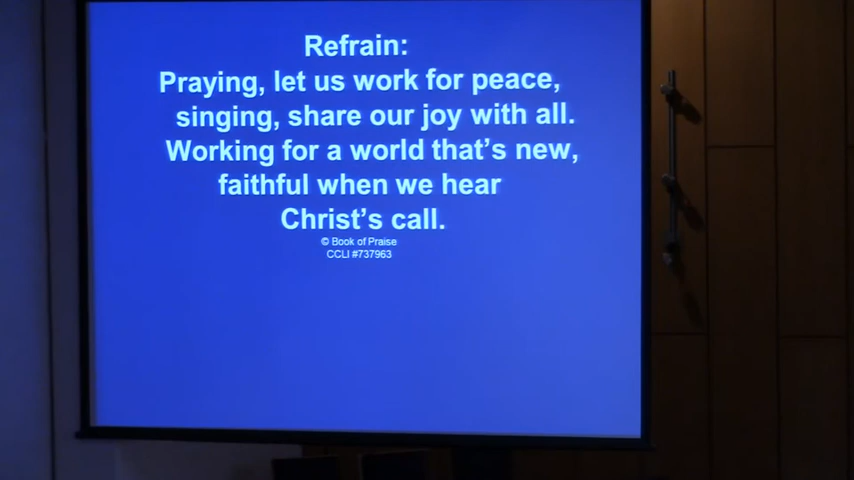 Refrain:
Praying, let us work for peace,
singing, share our joy with all.
Working for a world that's new,
faithful when we hear
Christ's call.
© Book of Praise
CCLI #737963